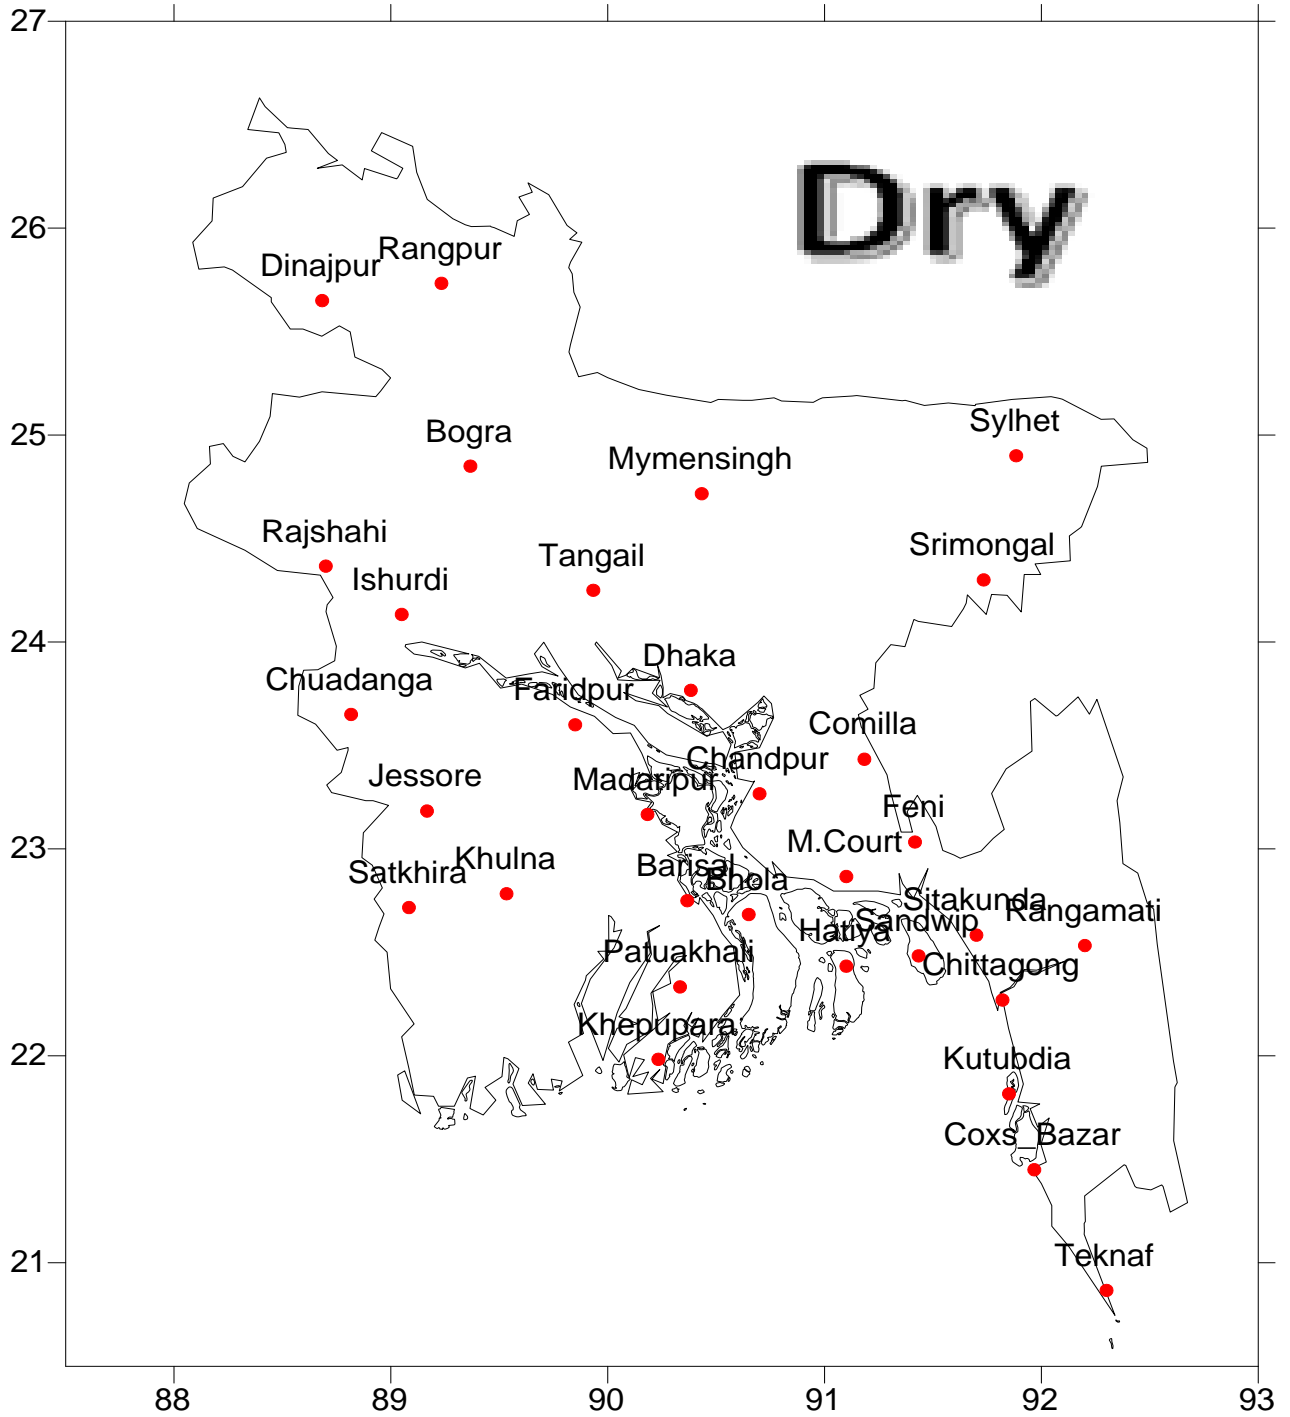 27
Dry
26
Rangpur
Dinajpur
25
Sylhet
Bogra
Mymensingh
Rajshahi
Srimongal
Tangail
Ishurdi
24
Dhaka
Chuadanga
Faridpur
Comilla
Chandpur
Jessore
Madaripur
Feni
23
M.Court
Khulna
Barisal
Satkhira
Bhola
Sitakunda
Rangamati
Sandwip
Hatiya
Patuakhali
Chittagong
Khepupara
22
Kutubdia
Coxs_Bazar
21
Teknaf
88 89 90 91 92 93